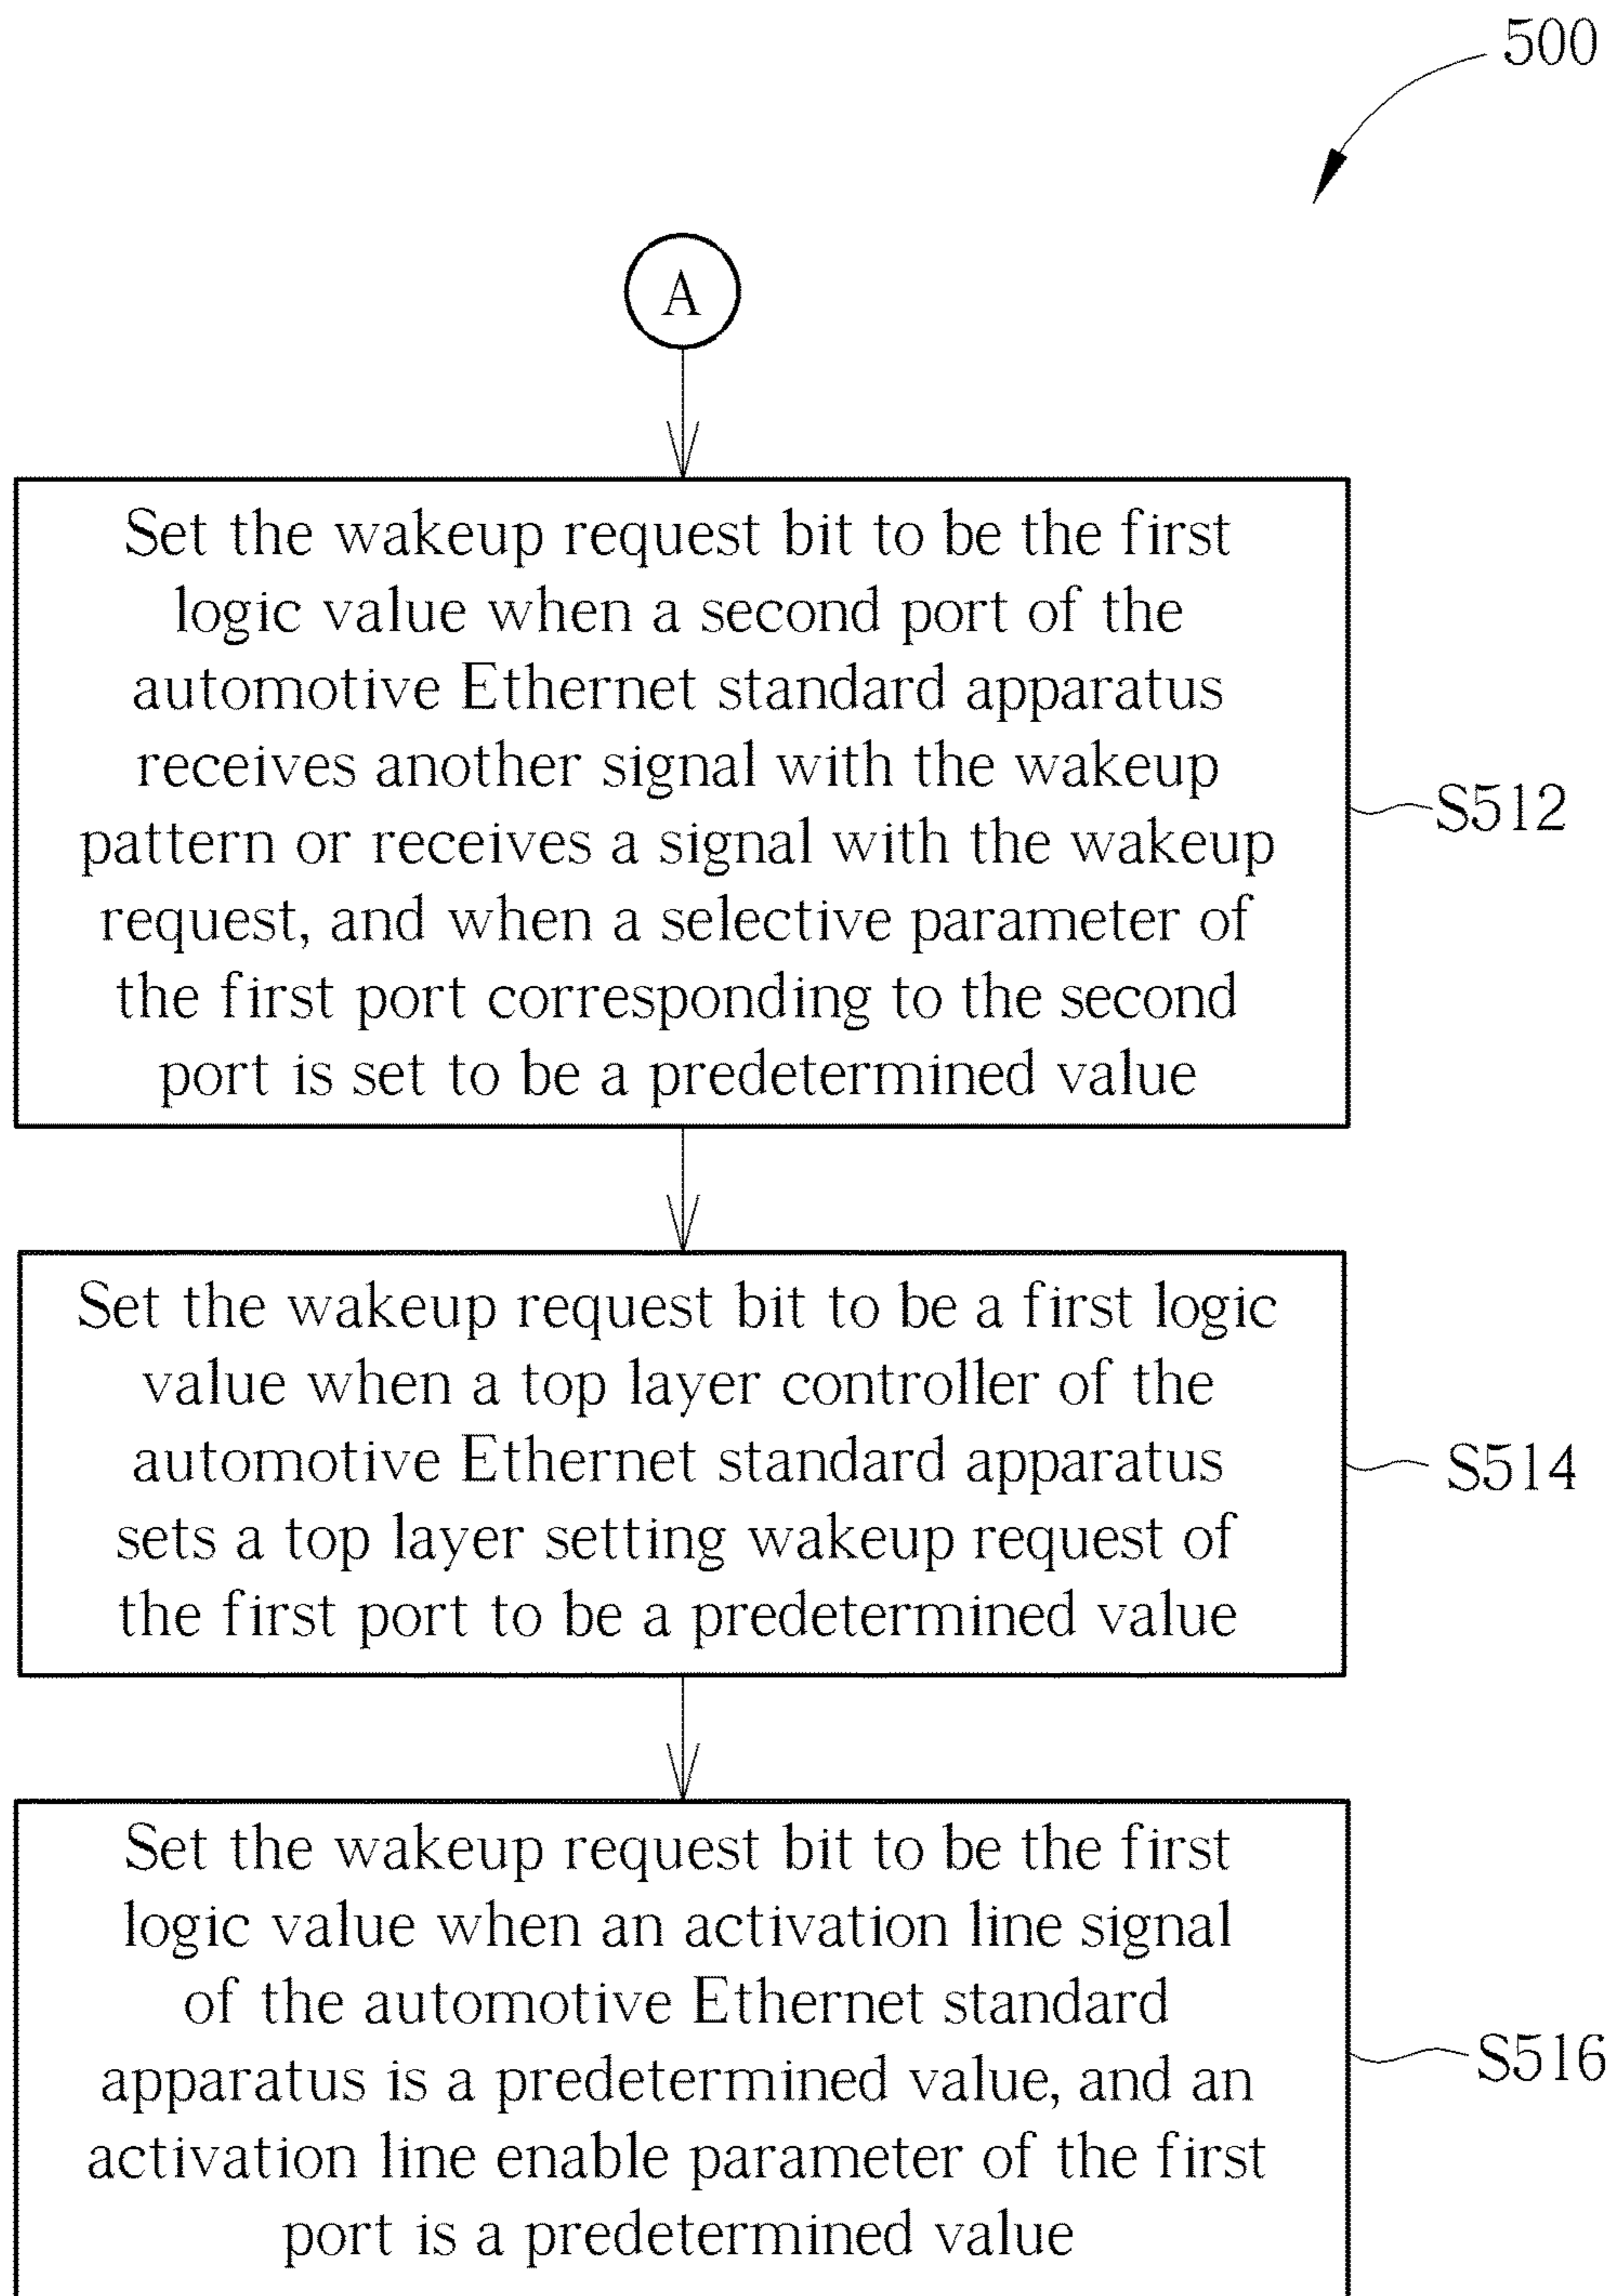 500
A
Set the wakeup request bit to be the first
logic value when a second port of the
automotive Ethernet standard apparatus
receives another signal with the wakeup
pattern or receives a signal with the wakeup
request, and when a selective parameter of
the first port corresponding to the second
port is set to be a predetermined value
S512
Set the wakeup request bit to be a first logic
value when a top layer controller of the
automotive Ethernet standard apparatus
sets a top layer setting wakeup request of
the first port to be a predetermined value
S514
Set the wakeup request bit to be the first
logic value when an activation line signal
of the automotive Ethernet standard
apparatus is a predetermined value, and an
activation line enable parameter of the first
port is a predetermined value
S516